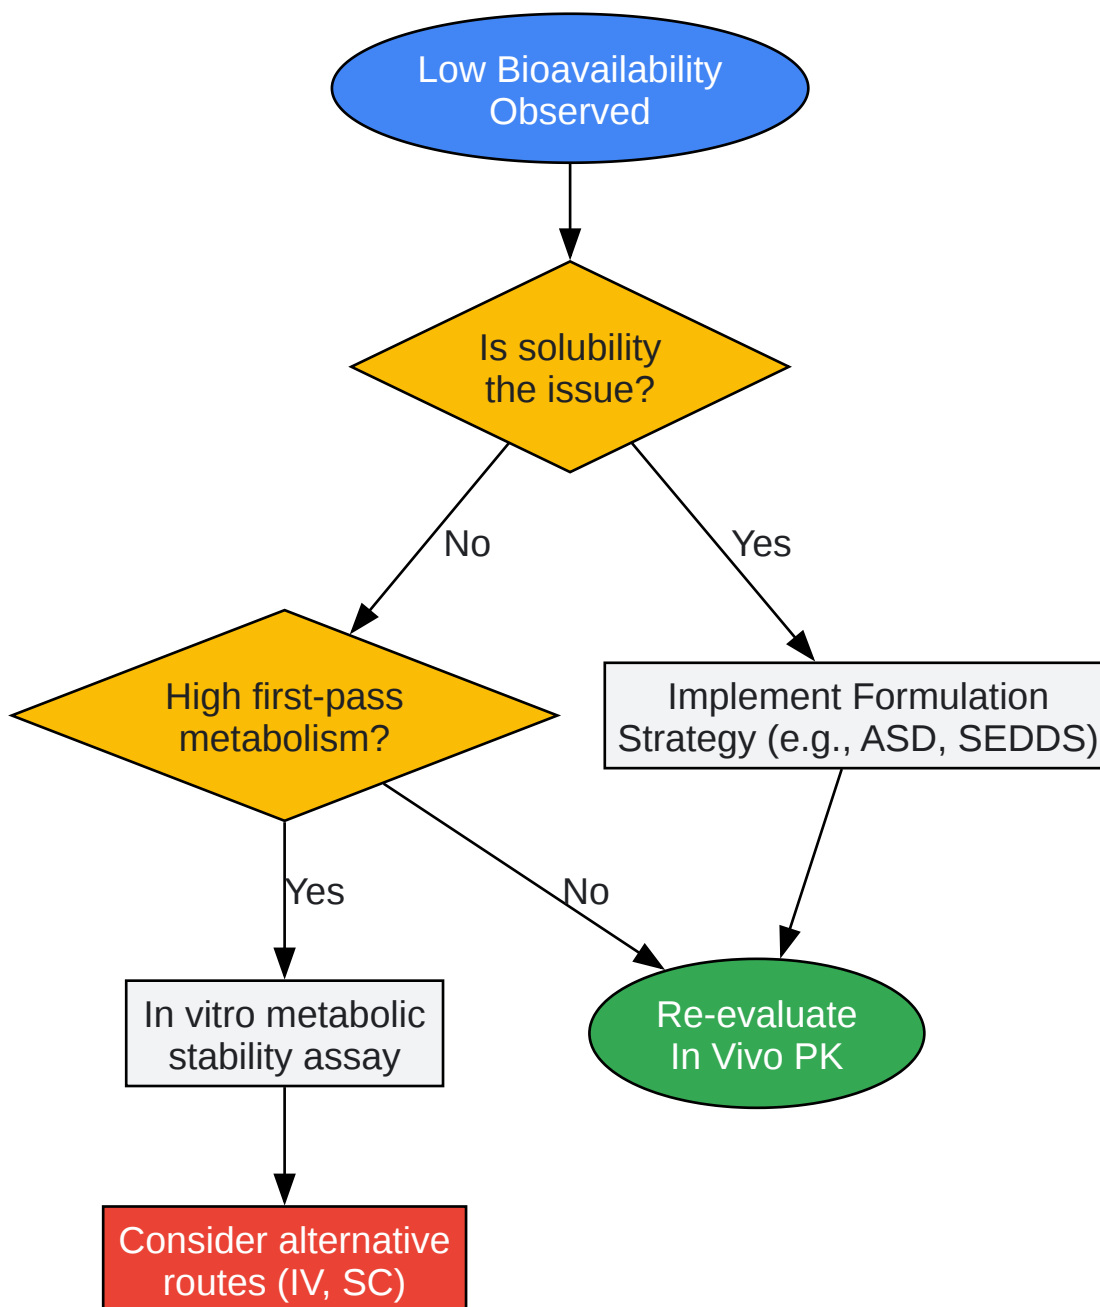 Low Bioavailability
Observed
Is solubility
the issue?
No
Yes
High first-pass
metabolism?
Implement Formulation
Strategy (e.g., ASD, SEDDS)
Yes
No
In vitro metabolic
stability assay
Re-evaluate
In Vivo PK
Consider alternative
routes (IV, SC)